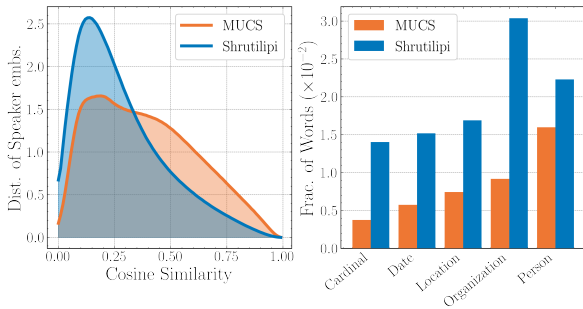 MUCS
Shrutilipi
Dist. of Speaker embs.
2.5
2.0
1.5
1.0
0.5
0.0
0.00 0.25 0.50 0.75 1.00
Cosine Similarity
MUCS
Shrutilipi
Frac. of Words (×10⁻²)
3.0
2.5
2.0
1.5
1.0
0.5
0.0
Cardinal
Date
Location
Organization
Person